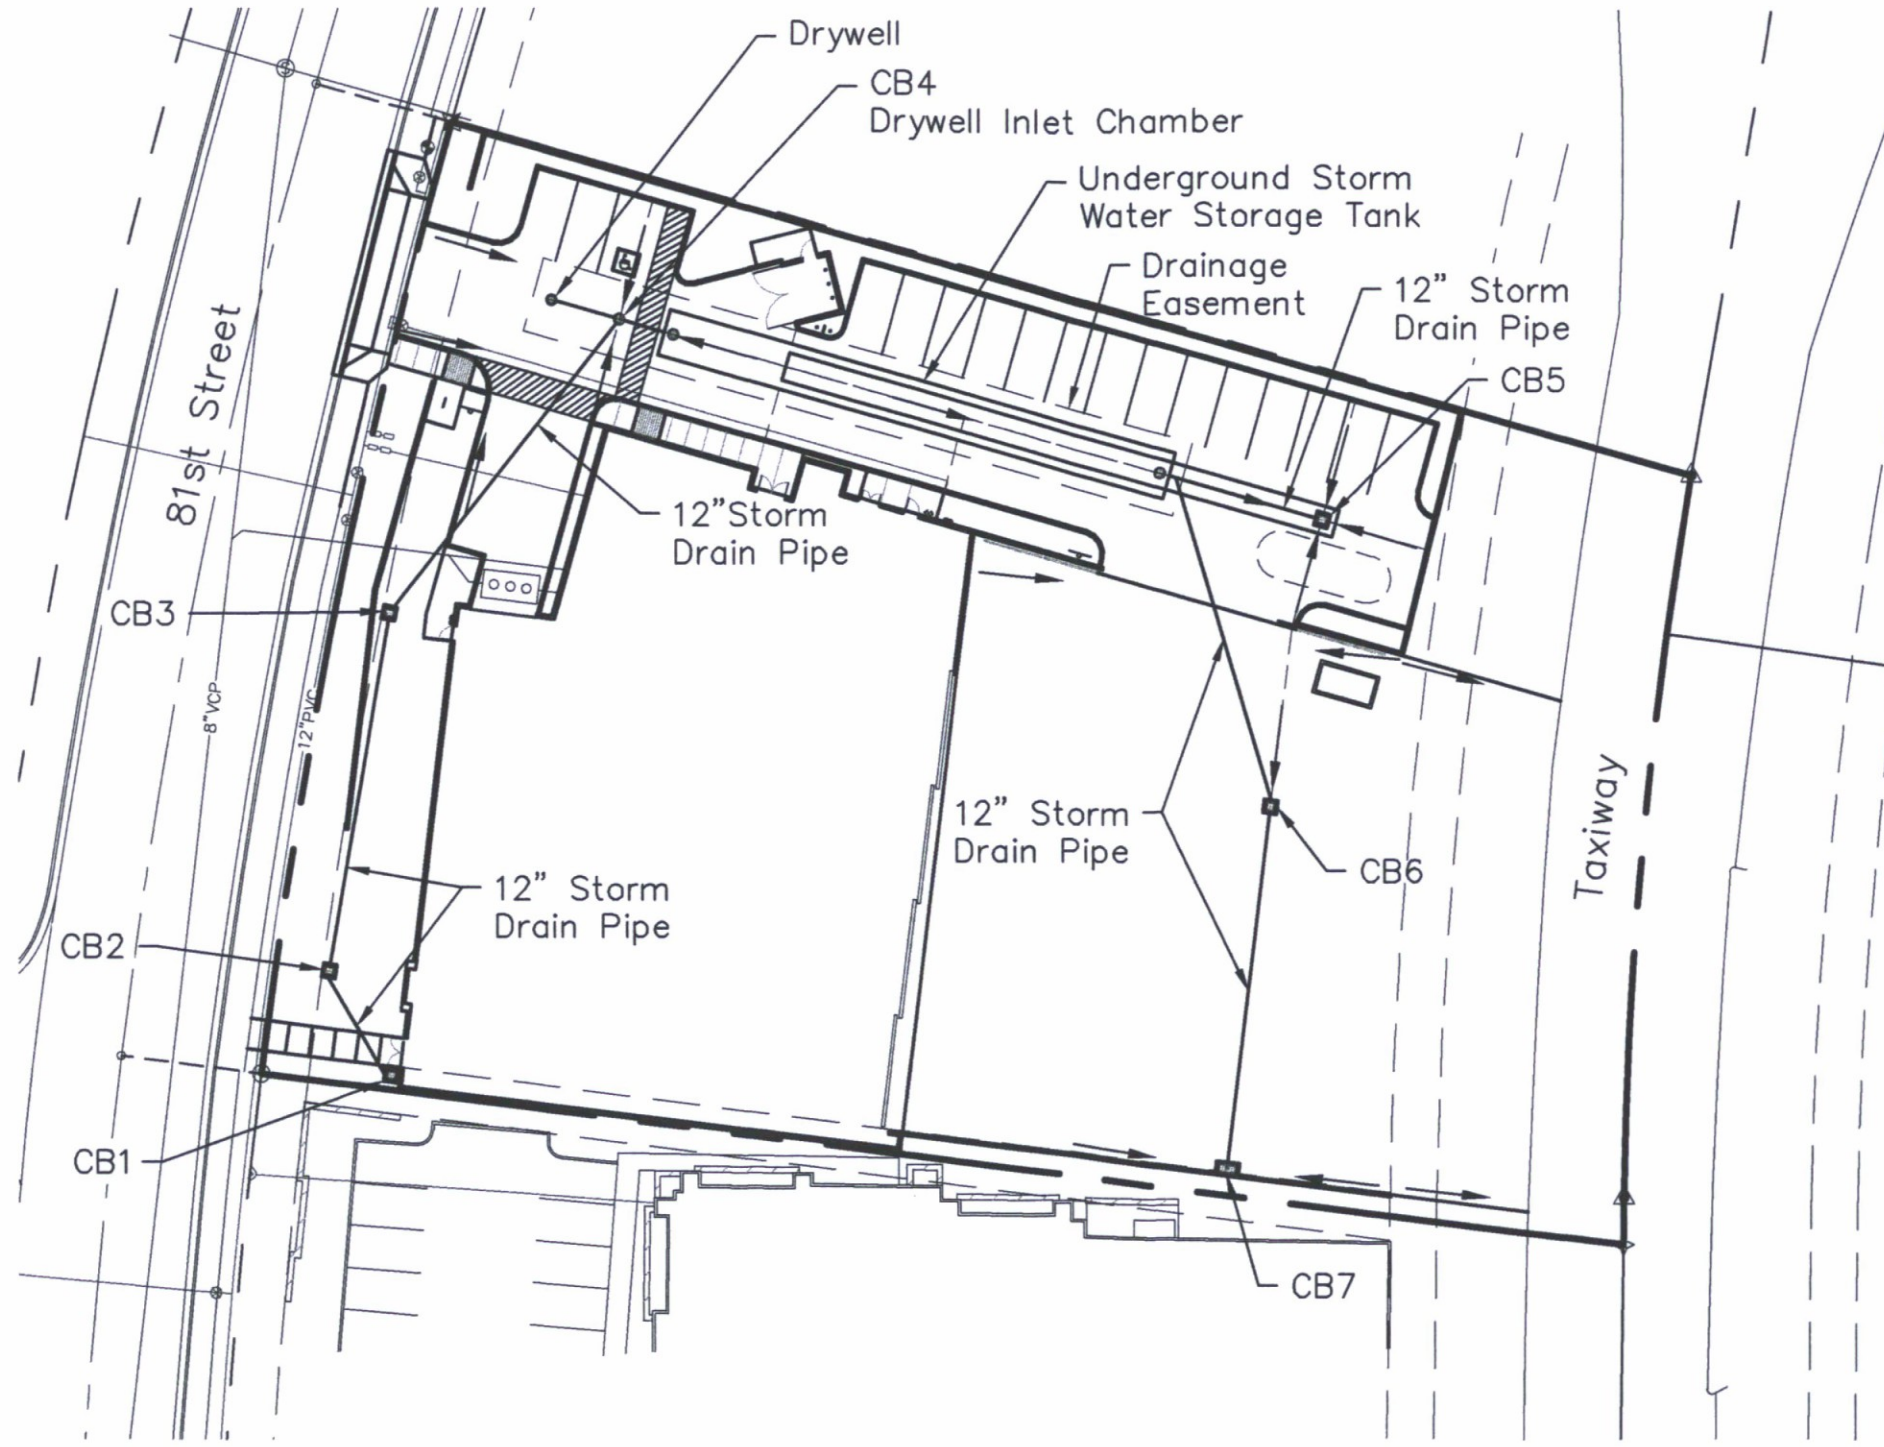 Drywell
CB4
Drywell Inlet Chamber
Underground Storm
Water Storage Tank
Drainage
Easement
12” Storm
Drain Pipe
CB5
81st Street
12”Storm
Drain Pipe
CB3
8"VCP
12"PVC
12” Storm
Drain Pipe
Taxiway
CB6
12” Storm
Drain Pipe
CB2
CB1
CB7